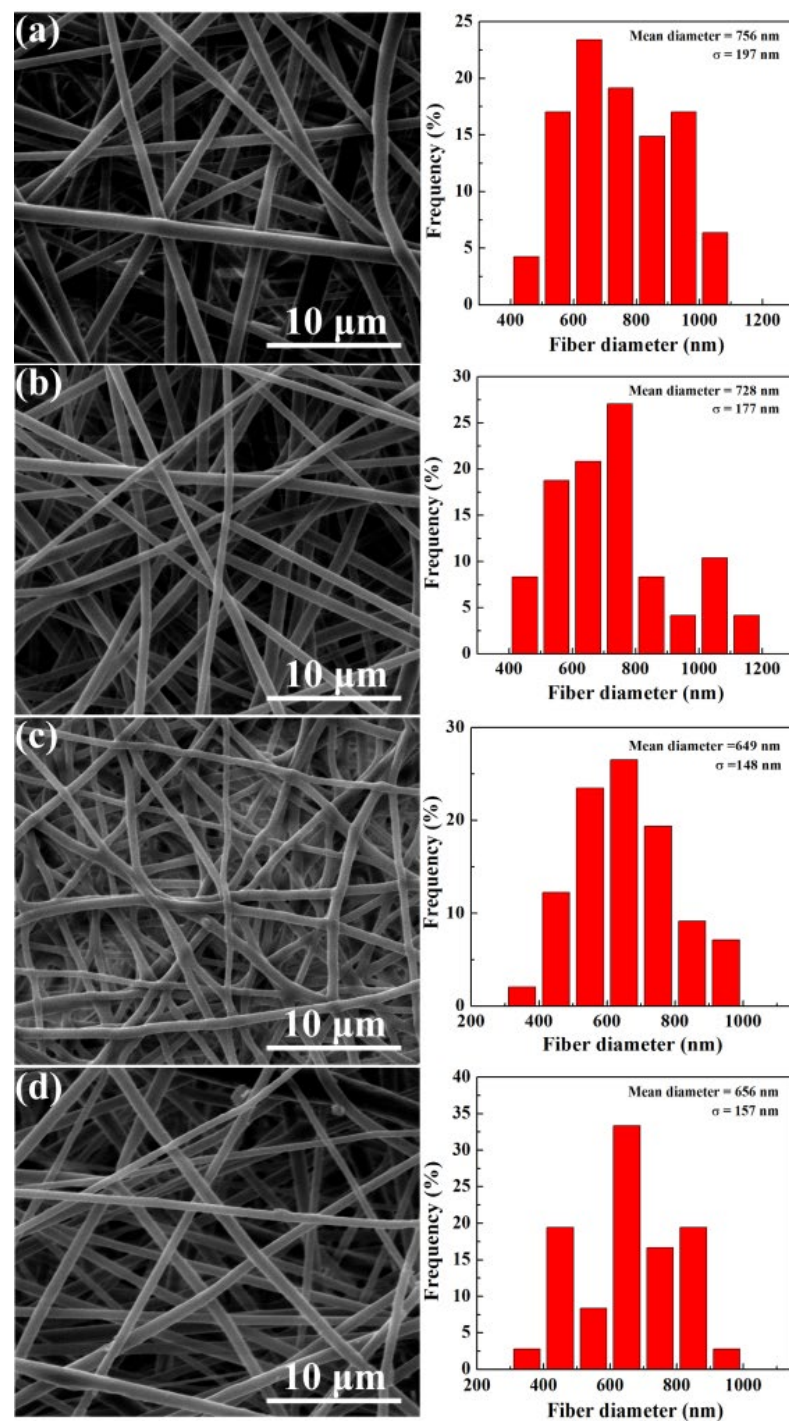 (a)
10 μm
Mean diameter = 756 nm
σ = 197 nm
Frequency (%)
25
20
15
10
5
0
400 600 800 1000 1200
Fiber diameter (nm)
(b)
10 μm
Mean diameter = 728 nm
σ = 177 nm
Frequency (%)
30
25
20
15
10
5
0
400 600 800 1000 1200
Fiber diameter (nm)
(c)
10 μm
Mean diameter =649 nm
σ =148 nm
Frequency (%)
30
20
10
0
200 400 600 800 1000
Fiber diameter (nm)
(d)
10 μm
Mean diameter = 656 nm
σ = 157 nm
Frequency (%)
40
35
30
25
20
15
10
5
0
200 400 600 800 1000
Fiber diameter (nm)